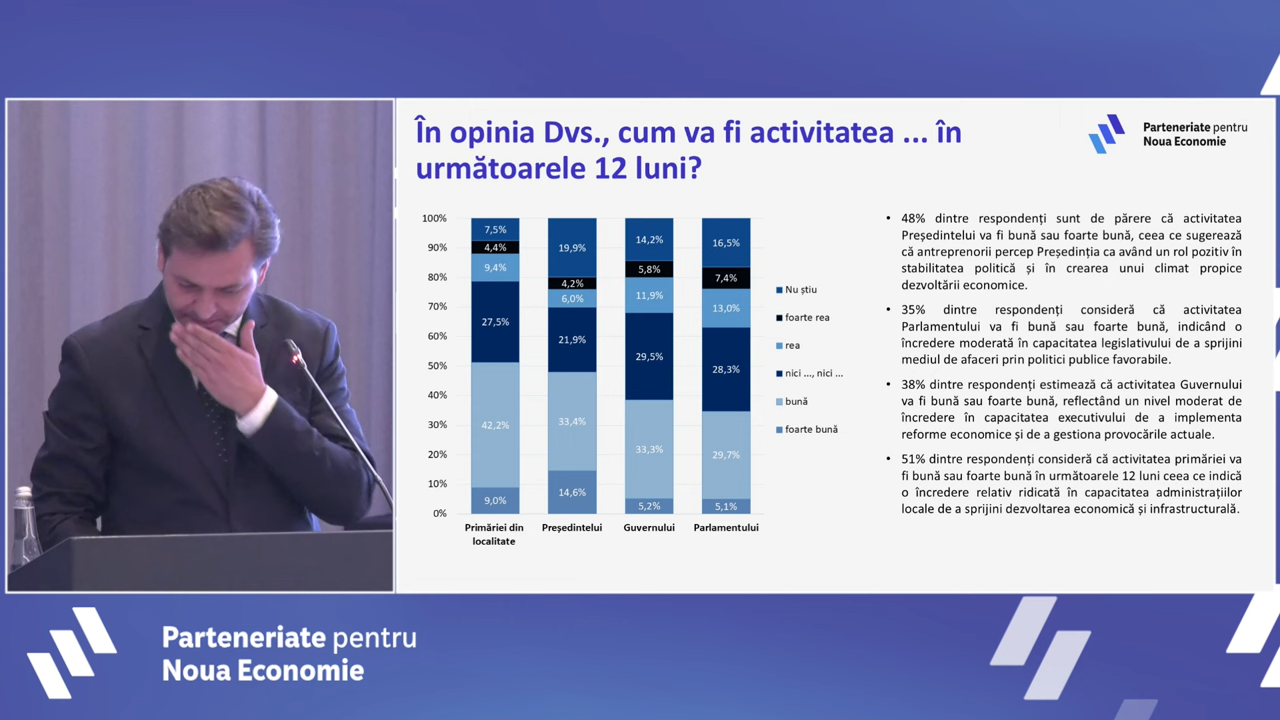 În opinia Dvs., cum va fi activitatea ... în
următoarele 12 luni?
Parteneriate pentru
Noua Economie
100%
90%
80%
70%
60%
50%
40%
30%
20%
10%
0%
7,5%
4,4%
9,4%
27,5%
42,2%
9,0%
19,9%
4,2%
6,0%
21,9%
33,4%
14,6%
14,2%
5,8%
11,9%
29,5%
33,3%
5,2%
16,5%
7,4%
13,0%
28,3%
29,7%
5,1%
Primăriei din
localitate
Președintelui
Guvernului
Parlamentului
Nu știu
foarte rea
rea
nici ..., nici ...
bună
foarte bună
• 48% dintre respondenți sunt de părere că activitatea
Președintelui va fi bună sau foarte bună, ceea ce sugerează
că antreprenorii percep Președinția ca având un rol pozitiv în
stabilitatea politică și în crearea unui climat propice
dezvoltării economice.
• 35% dintre respondenți consideră că activitatea
Parlamentului va fi bună sau foarte bună, indicând o
încredere moderată în capacitatea legislativului de a sprijini
mediul de afaceri prin politici publice favorabile.
• 38% dintre respondenți estimează că activitatea Guvernului
va fi bună sau foarte bună, reflectând un nivel moderat de
încredere în capacitatea executivului de a implementa
reforme economice și de a gestiona provocările actuale.
• 51% dintre respondenți consideră că activitatea primăriei va
fi bună sau foarte bună în următoarele 12 luni ceea ce indică
o încredere relativ ridicată în capacitatea administrațiilor
locale de a sprijini dezvoltarea economică și infrastructurală.
Parteneriate pentru
Noua Economie